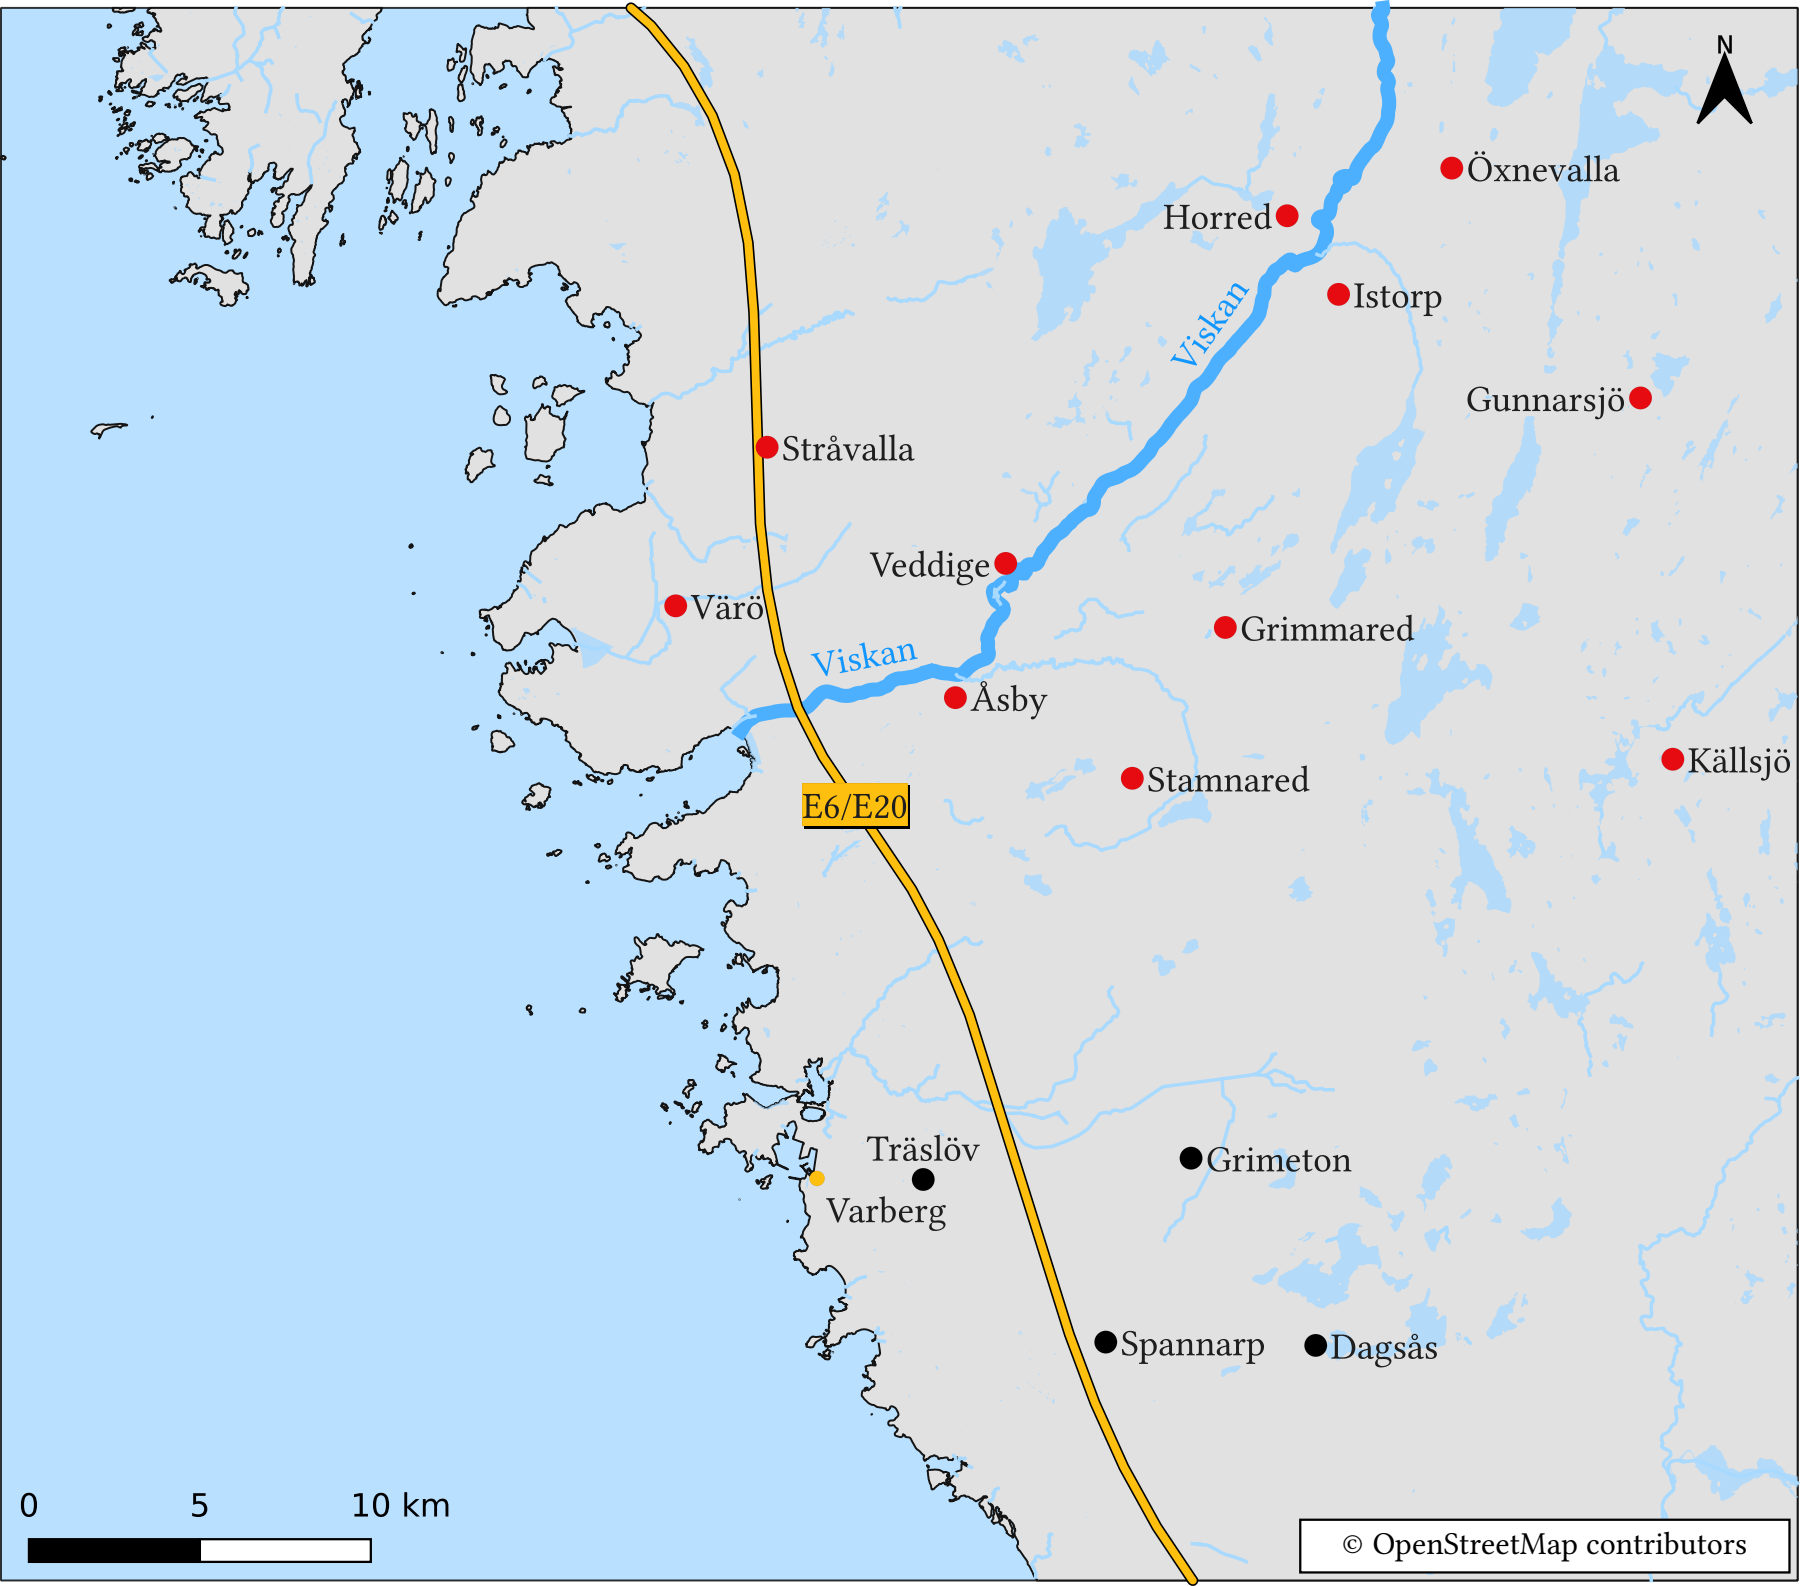 N
Öxnevalla
Horred
Istorp
Viskan
Gunnarsjö
Stråvalla
Veddige
Värö
Grimmared
Viskan
Åsby
Källsjö
Stamnared
E6/E20
Träslöv
Grimeton
Varberg
Spannarp
Dagsås
0 5 10 km
© OpenStreetMap contributors